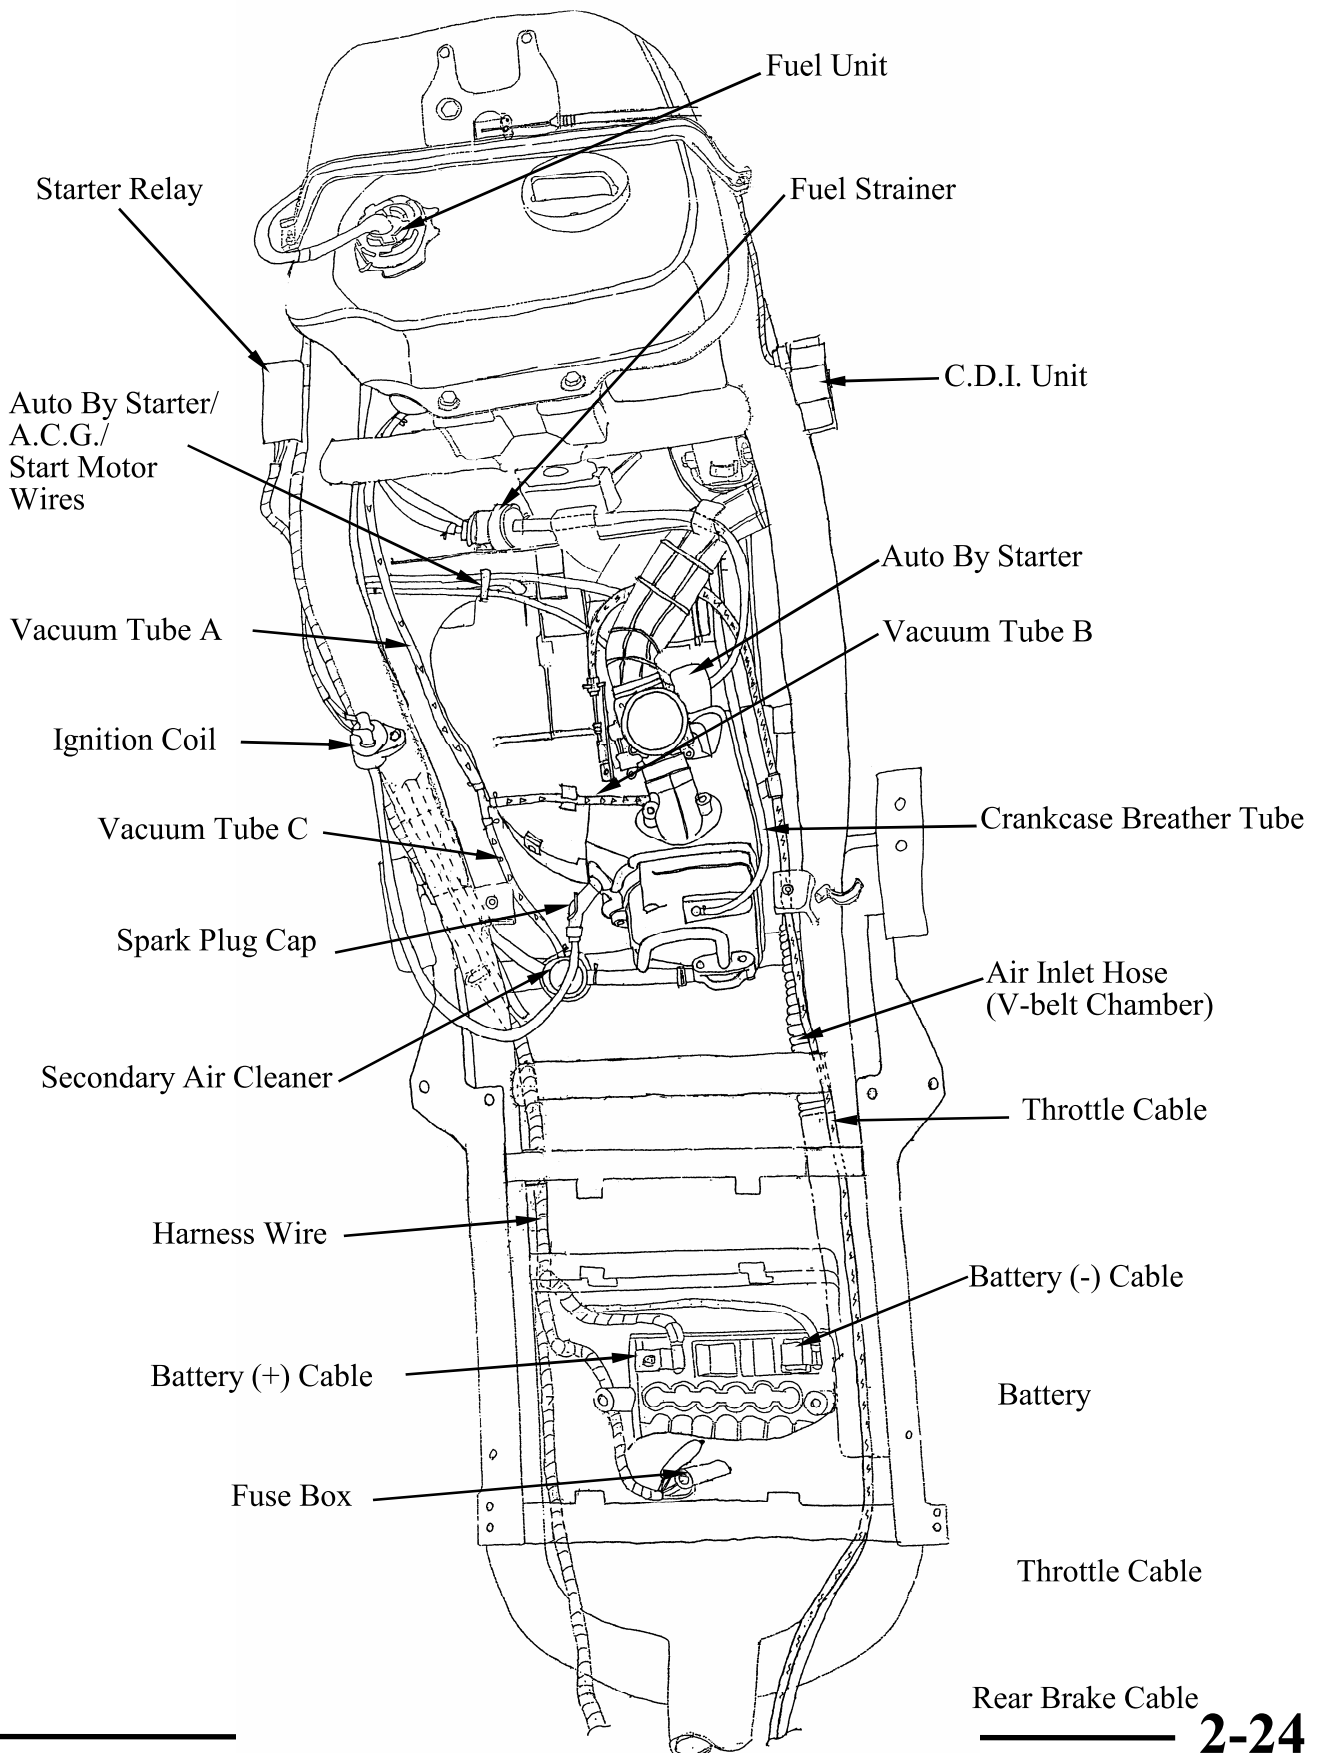 Fuel Unit
Starter Relay
Fuel Strainer
C.D.I. Unit
Auto By Starter/
A.C.G./
Start Motor
Wires
Auto By Starter
Vacuum Tube A
Vacuum Tube B
Ignition Coil
Crankcase Breather Tube
Vacuum Tube C
Spark Plug Cap
Air Inlet Hose
(V-belt Chamber)
Secondary Air Cleaner
Throttle Cable
Harness Wire
Battery (-) Cable
Battery (+) Cable
Battery
Fuse Box
Throttle Cable
Rear Brake Cable
2-24